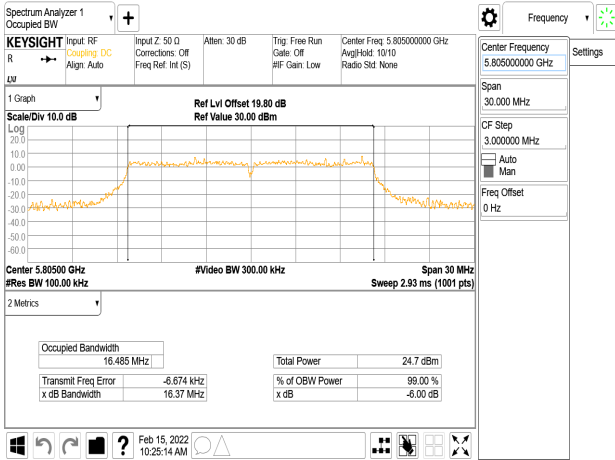 Spectrum Analyzer 1
Occupied BW
Frequency
KEYSIGHT
R
LXI
Input: RF
Coupling: DC
Align: Auto
Input Z: 50 Ω
Corrections: Off
Freq Ref: Int (S)
Atten: 30 dB
Trig: Free Run
Gate: Off
#IF Gain: Low
Center Freq: 5.805000000 GHz
Avg|Hold: 10/10
Radio Std: None
Center Frequency
5.805000000 GHz
Settings
Span
30.000 MHz
CF Step
3.000000 MHz
Auto
Man
Freq Offset
0 Hz
1 Graph
Scale/Div 10.0 dB
Ref Lvl Offset 19.80 dB
Ref Value 30.00 dBm
Log
20.0
10.0
0.00
-10.0
-20.0
-30.0
-40.0
-50.0
-60.0
Center 5.80500 GHz
#Res BW 100.00 kHz
#Video BW 300.00 kHz
Span 30 MHz
Sweep 2.93 ms (1001 pts)
2 Metrics
Occupied Bandwidth
16.485 MHz
Total Power 24.7 dBm
Transmit Freq Error -6.674 kHz
x dB Bandwidth 16.37 MHz
% of OBW Power 99.00 %
x dB -6.00 dB
?
Feb 15, 2022
10:25:14 AM